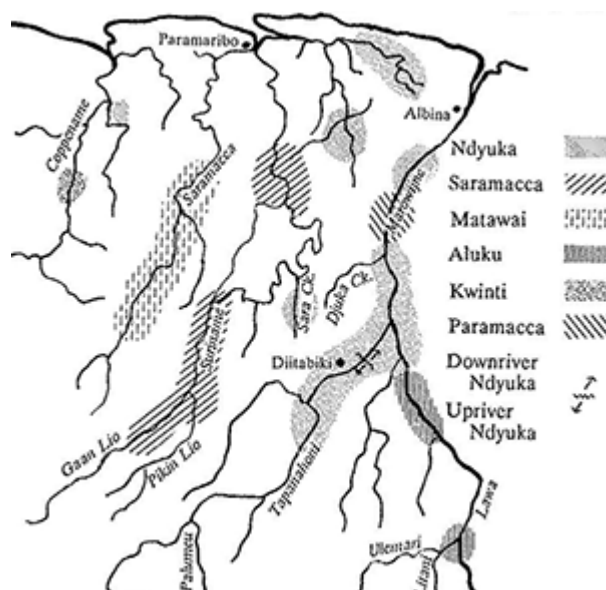 Paramaribo
Albina
Coppename
Saramacca
Marowijne
Ndyuka
Saramacca
Matawai
Aluku
Kwinti
Paramacca
Downriver
Ndyuka
Upriver
Ndyuka
Sara Ck.
Djuka Ck.
Suriname
Diitabiki
Gaan Lio
Pikin Lio
Tapanahoni
Lawa
Ulemari
Litani
Palumeu